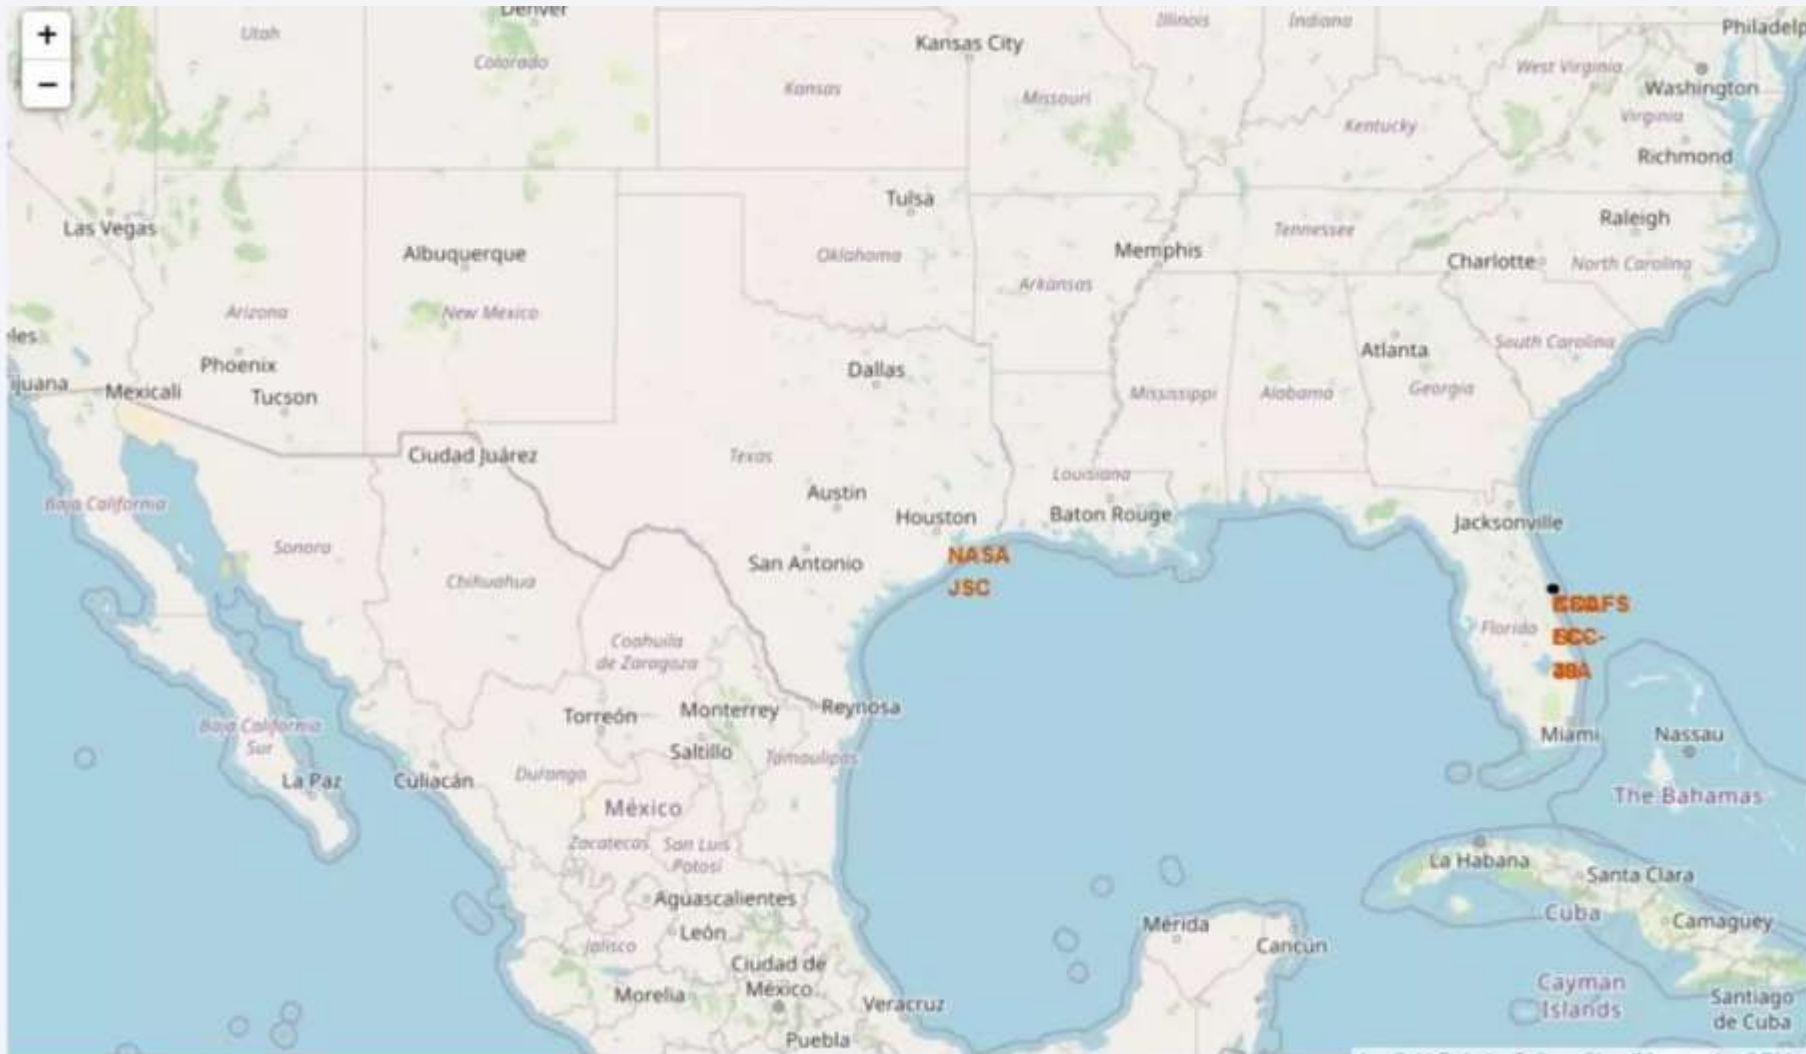 +
−
Denver
Utah
Colorado
Kansas
Kansas City
Missouri
Illinois
Indiana
Kentucky
West Virginia
Philadelp
Washington
Virginia
Richmond
Las Vegas
Albuquerque
Tulsa
Oklahoma
Memphis
Tennessee
Raleigh
Charlotte
North Carolina
Arizona
New Mexico
Arkansas
les
Phoenix
Dallas
Atlanta
South Carolina
ijuana
Mexicali
Tucson
Mississippi
Alabama
Georgia
Ciudad Juárez
Texas
Louisiana
Baja California
Austin
Houston
Baton Rouge
Jacksonville
Sonora
Chihuahua
San Antonio
NASA
JSC
Florida
Coahuila
de Zaragoza
Baja California
Sur
Torreón
Monterrey
Reynosa
Saltillo
Tamaulipas
Miami
Nassau
La Paz
Culiacán
Durango
México
The Bahamas
Zacatecas
San Luis
Potosí
La Habana
Santa Clara
Aguascalientes
León
Mérida
Cuba
Camagüey
Jalisco
Cancún
Ciudad de
México
Morelia
Veracruz
Cayman
Islands
Santiago
de Cuba
Puebla